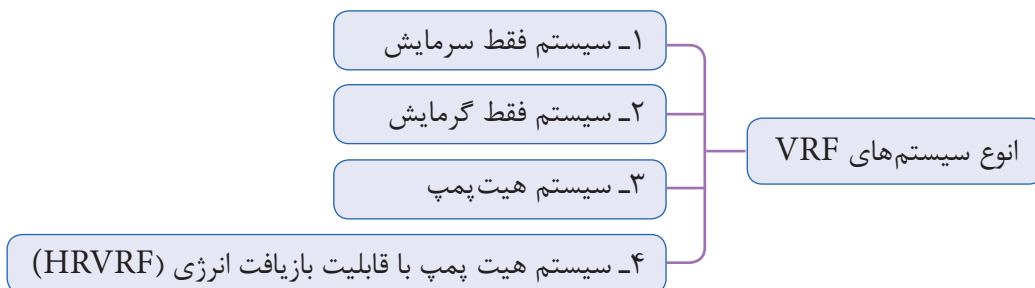 انوع سیستم‌های VRF
۱ـ سیستم فقط سرمایش
۲ـ سیستم فقط گرمایش
۳ـ سیستم هیت‌پمپ
۴ـ سیستم هیت پمپ با قابلیت بازیافت انرژی (HRVRF)